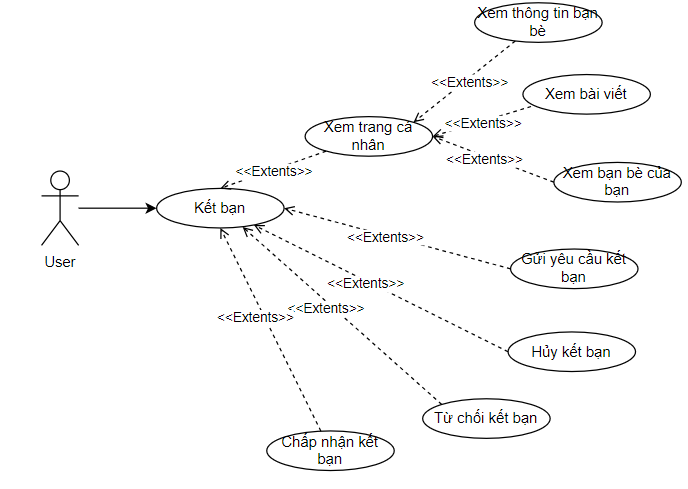 Xem thông tin bạn
bè
<<Extents>>
Xem bài viết
<<Extents>>
Xem trang cá
nhân
<<Extents>>
Xem bạn bè của
bạn
<<Extents>>
Kết bạn
User
<<Extents>>
Gửi yêu cầu kết
bạn
<<Extents>>
<<Extents>>
<<Extents>>
Hủy kết bạn
Từ chối kết bạn
Chấp nhận kết
bạn